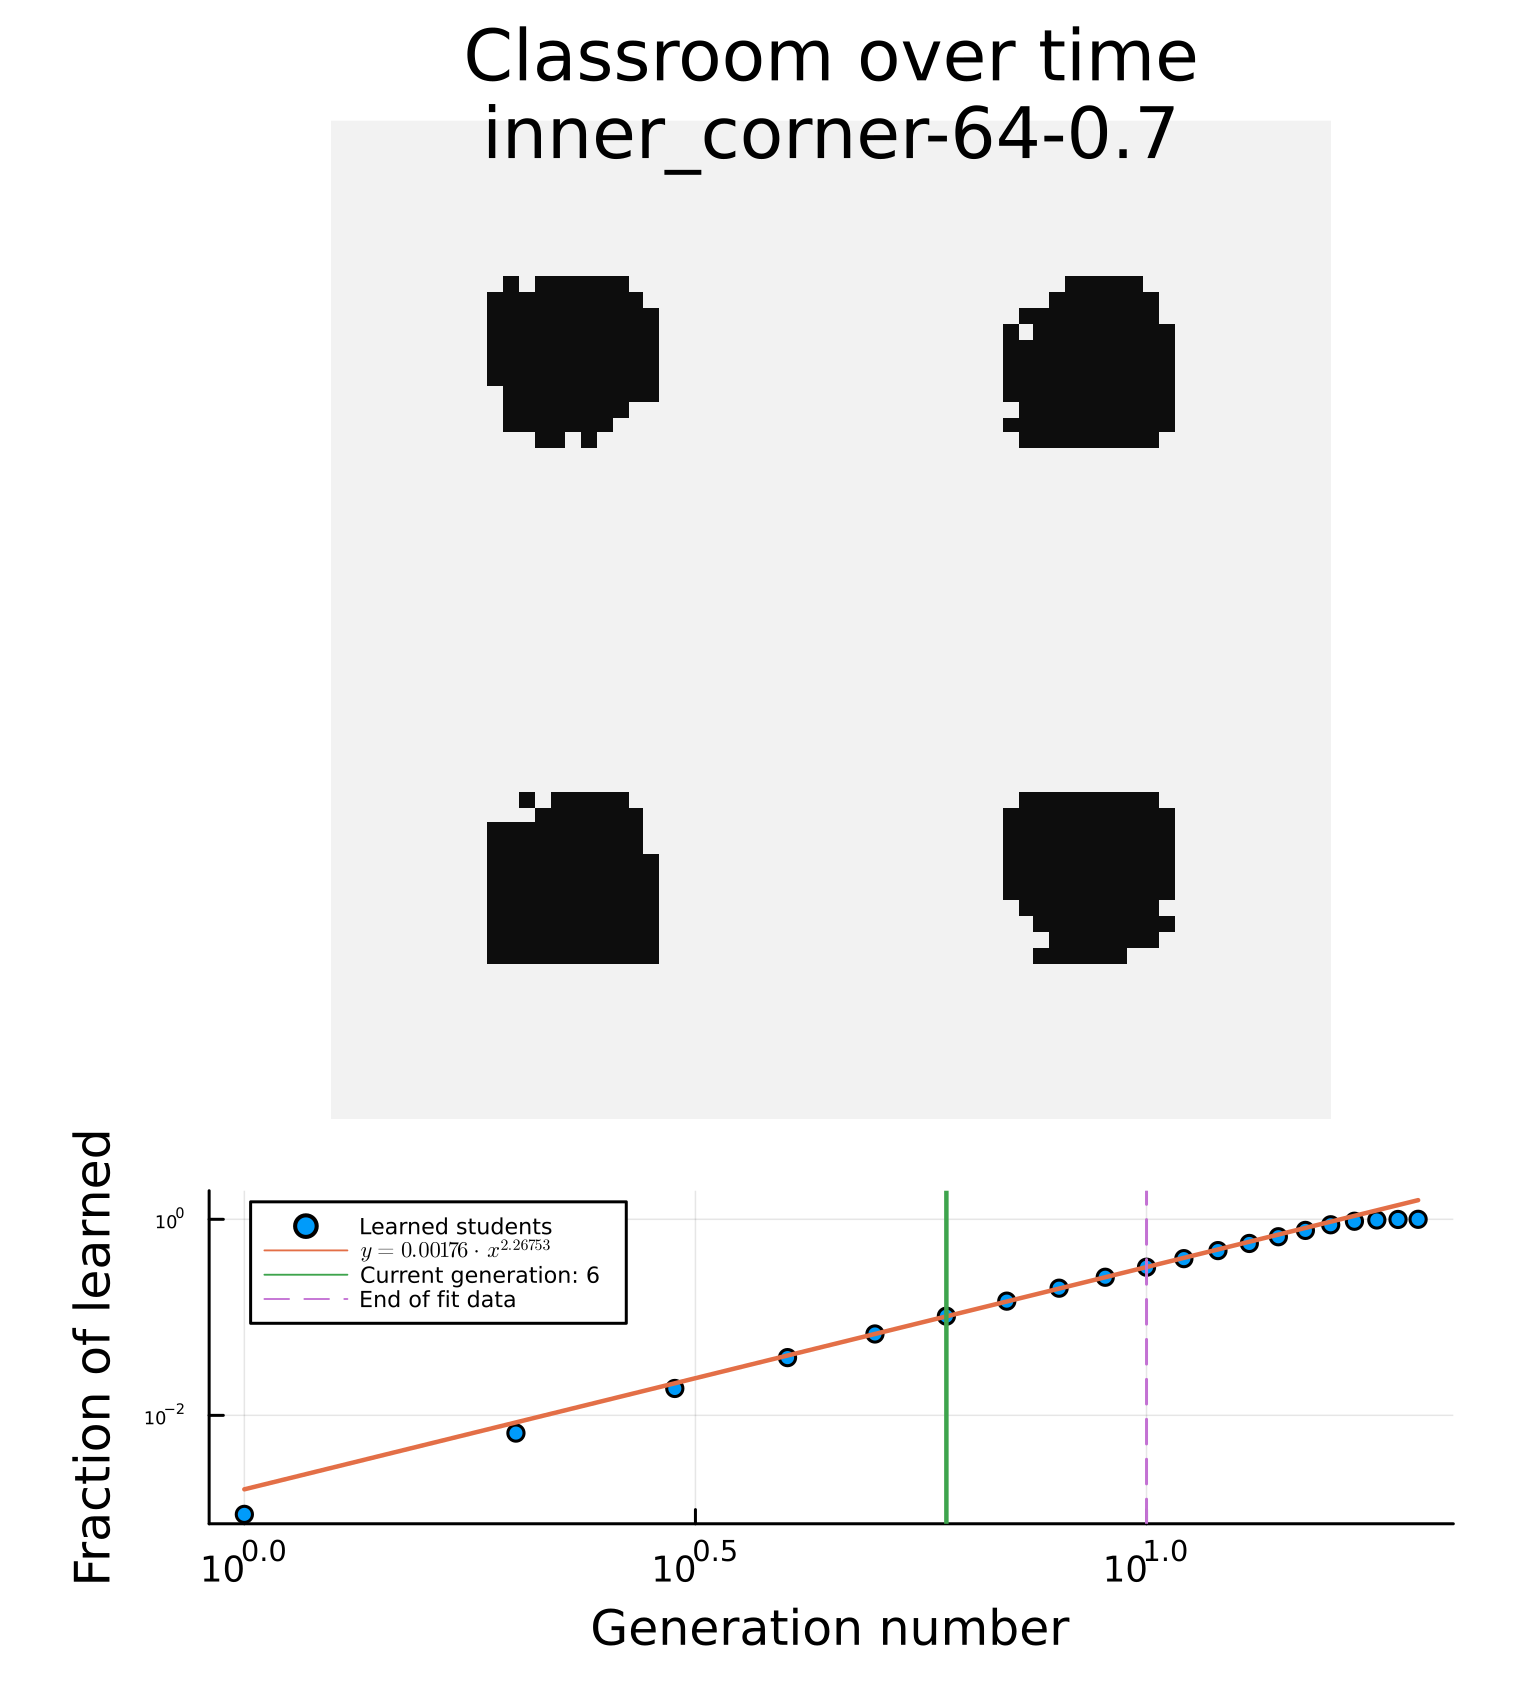 Classroom over time
inner_corner-64-0.7
Fraction of learned
10^0
10^−2
Learned students
y = 0.00176 · x^2.26753
Current generation: 6
End of fit data
10^0.0 10^0.5 10^1.0
Generation number